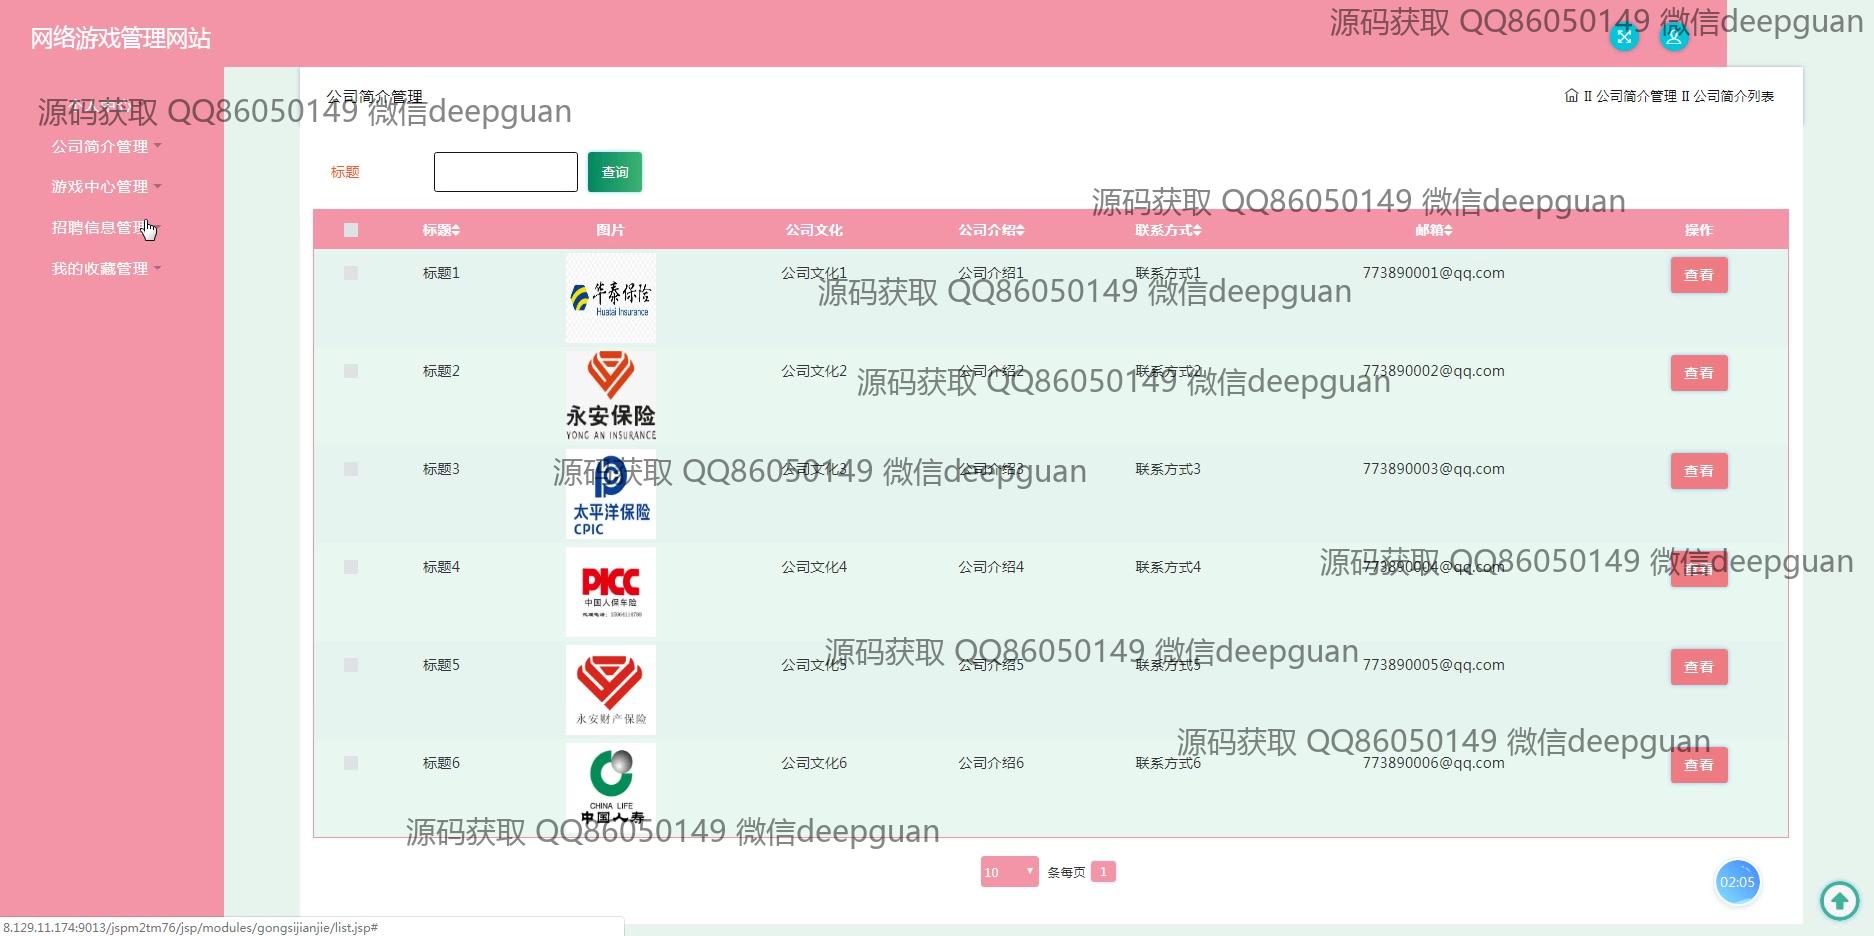 网络游戏管理网站
源码获取 QQ86050149 微信deepguan
源码获取 QQ86050149 微信deepguan
公司简介管理
游戏中心管理
招聘信息管理
我的收藏管理
公司简介管理
II 公司简介管理 II 公司简介列表
标题
查询
源码获取 QQ86050149 微信deepguan
标题 图片 公司文化 公司介绍 联系方式 邮箱 操作
标题1 公司文化1 公司介绍1 联系方式1 773890001@qq.com 查看
华泰保险
Huatai Insurance
源码获取 QQ86050149 微信deepguan
标题2 公司文化2 公司介绍2 联系方式2 773890002@qq.com 查看
永安保险
YONG AN INSURANCE
源码获取 QQ86050149 微信deepguan
标题3 公司文化3 公司介绍3 联系方式3 773890003@qq.com 查看
太平洋保险
CPIC
源码获取 QQ86050149 微信deepguan
标题4 公司文化4 公司介绍4 联系方式4 773890004@qq.com 查看
PICC
中国人保车险
源码获取 QQ86050149 微信deepguan
标题5 公司文化5 公司介绍5 联系方式5 773890005@qq.com 查看
永安财产保险
源码获取 QQ86050149 微信deepguan
标题6 公司文化6 公司介绍6 联系方式6 773890006@qq.com 查看
CHINA LIFE
中国人寿
源码获取 QQ86050149 微信deepguan
源码获取 QQ86050149 微信deepguan
10 条每页 1
02:05
8.129.11.174:9013/jspm2tm76/jsp/modules/gongsijianjie/list.jsp#